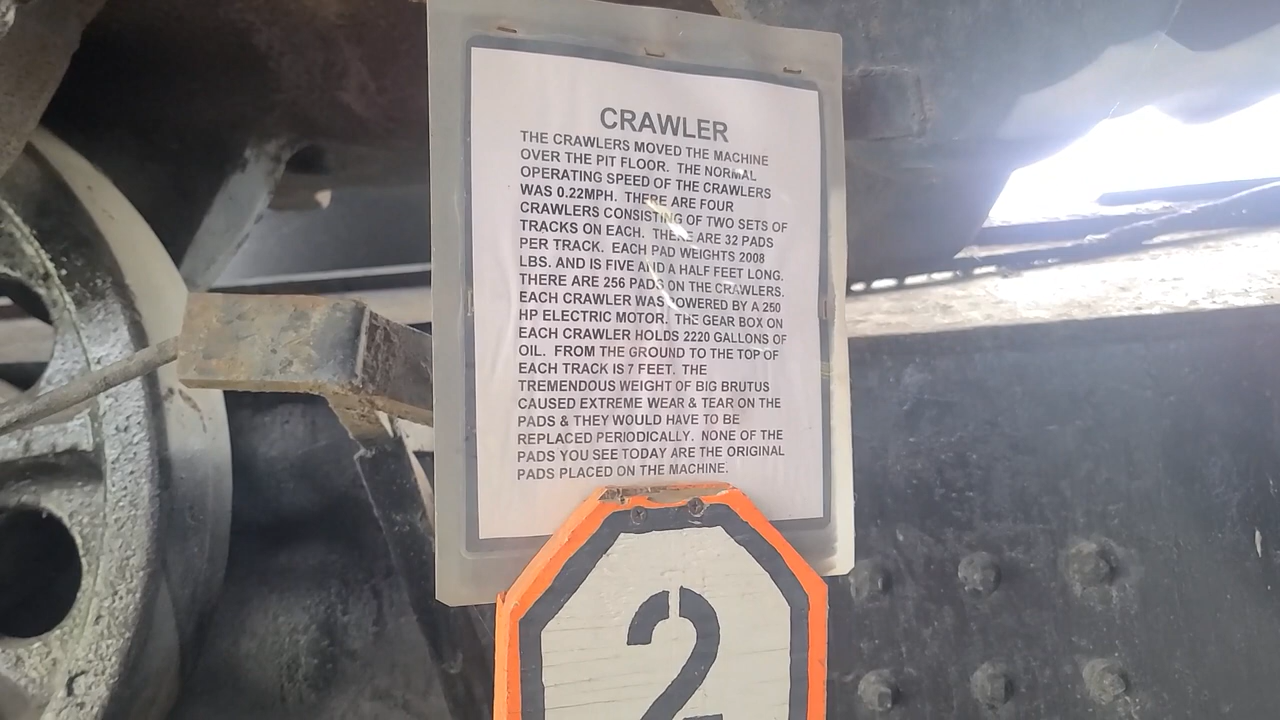 CRAWLER
THE CRAWLERS MOVED THE MACHINE
OVER THE PIT FLOOR. THE NORMAL
OPERATING SPEED OF THE CRAWLERS
WAS 0.22MPH. THERE ARE FOUR
CRAWLERS CONSISTING OF TWO SETS OF
TRACKS ON EACH. THERE ARE 32 PADS
PER TRACK. EACH PAD WEIGHTS 2008
LBS. AND IS FIVE AND A HALF FEET LONG.
THERE ARE 256 PADS ON THE CRAWLERS.
EACH CRAWLER WAS POWERED BY A 250
HP ELECTRIC MOTOR. THE GEAR BOX ON
EACH CRAWLER HOLDS 2220 GALLONS OF
OIL. FROM THE GROUND TO THE TOP OF
EACH TRACK IS 7 FEET. THE
TREMENDOUS WEIGHT OF BIG BRUTUS
CAUSED EXTREME WEAR & TEAR ON THE
PADS & THEY WOULD HAVE TO BE
REPLACED PERIODICALLY. NONE OF THE
PADS YOU SEE TODAY ARE THE ORIGINAL
PADS PLACED ON THE MACHINE.
2